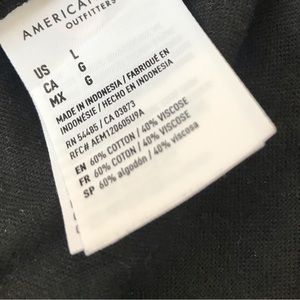 AMERICAN
OUTFITTERS
US L
CA G
MX G
MADE IN INDONESIA / FABRIQUÉ EN
INDONÉSIE / HECHO EN INDONESIA
RN 54485 / CA 03873
RFC# AEM12060SU9A
EN 60% COTTON / 40% VISCOSE
FR 60% COTON / 40% VISCOSE
SP 60% algodón / 40% viscosa